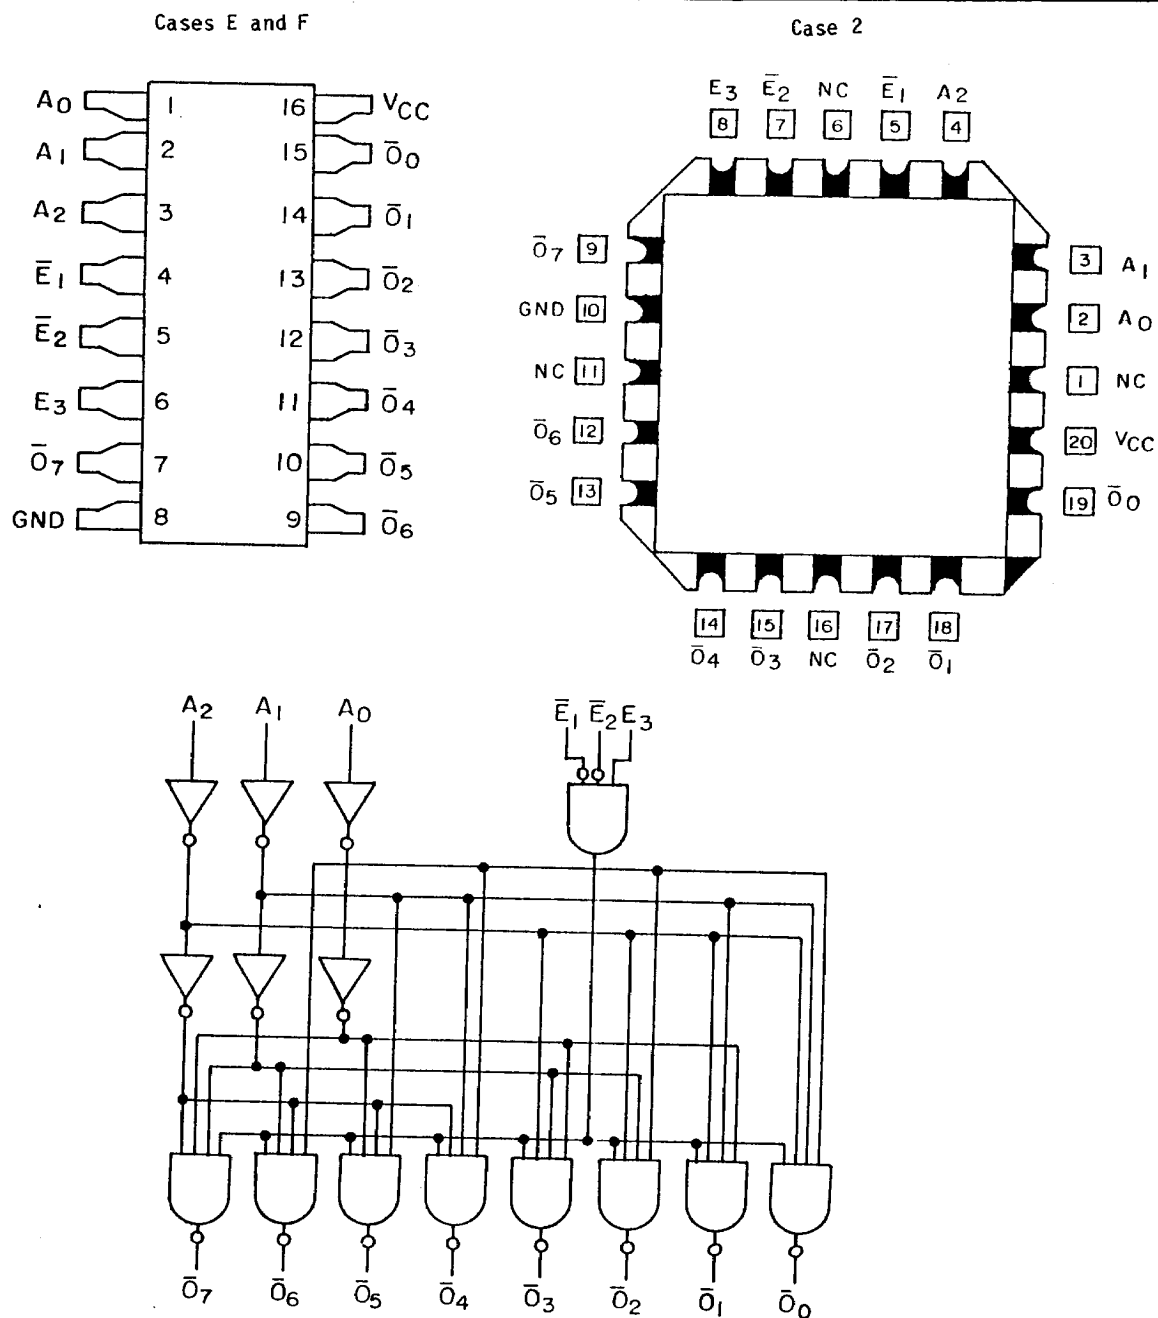 Cases E and F
A0 1 16 VCC
A1 2 15 Ō0
A2 3 14 Ō1
Ē1 4 13 Ō2
Ē2 5 12 Ō3
E3 6 11 Ō4
Ō7 7 10 Ō5
GND 8 9 Ō6
Case 2
E3 Ē2 NC Ē1 A2
8 7 6 5 4
Ō7 9 3 A1
GND 10 2 A0
NC 11 1 NC
Ō6 12 20 VCC
Ō5 13 19 Ō0
14 15 16 17 18
Ō4 Ō3 NC Ō2 Ō1
A2 A1 A0 Ē1 Ē2 E3
Ō7 Ō6 Ō5 Ō4 Ō3 Ō2 Ō1 Ō0